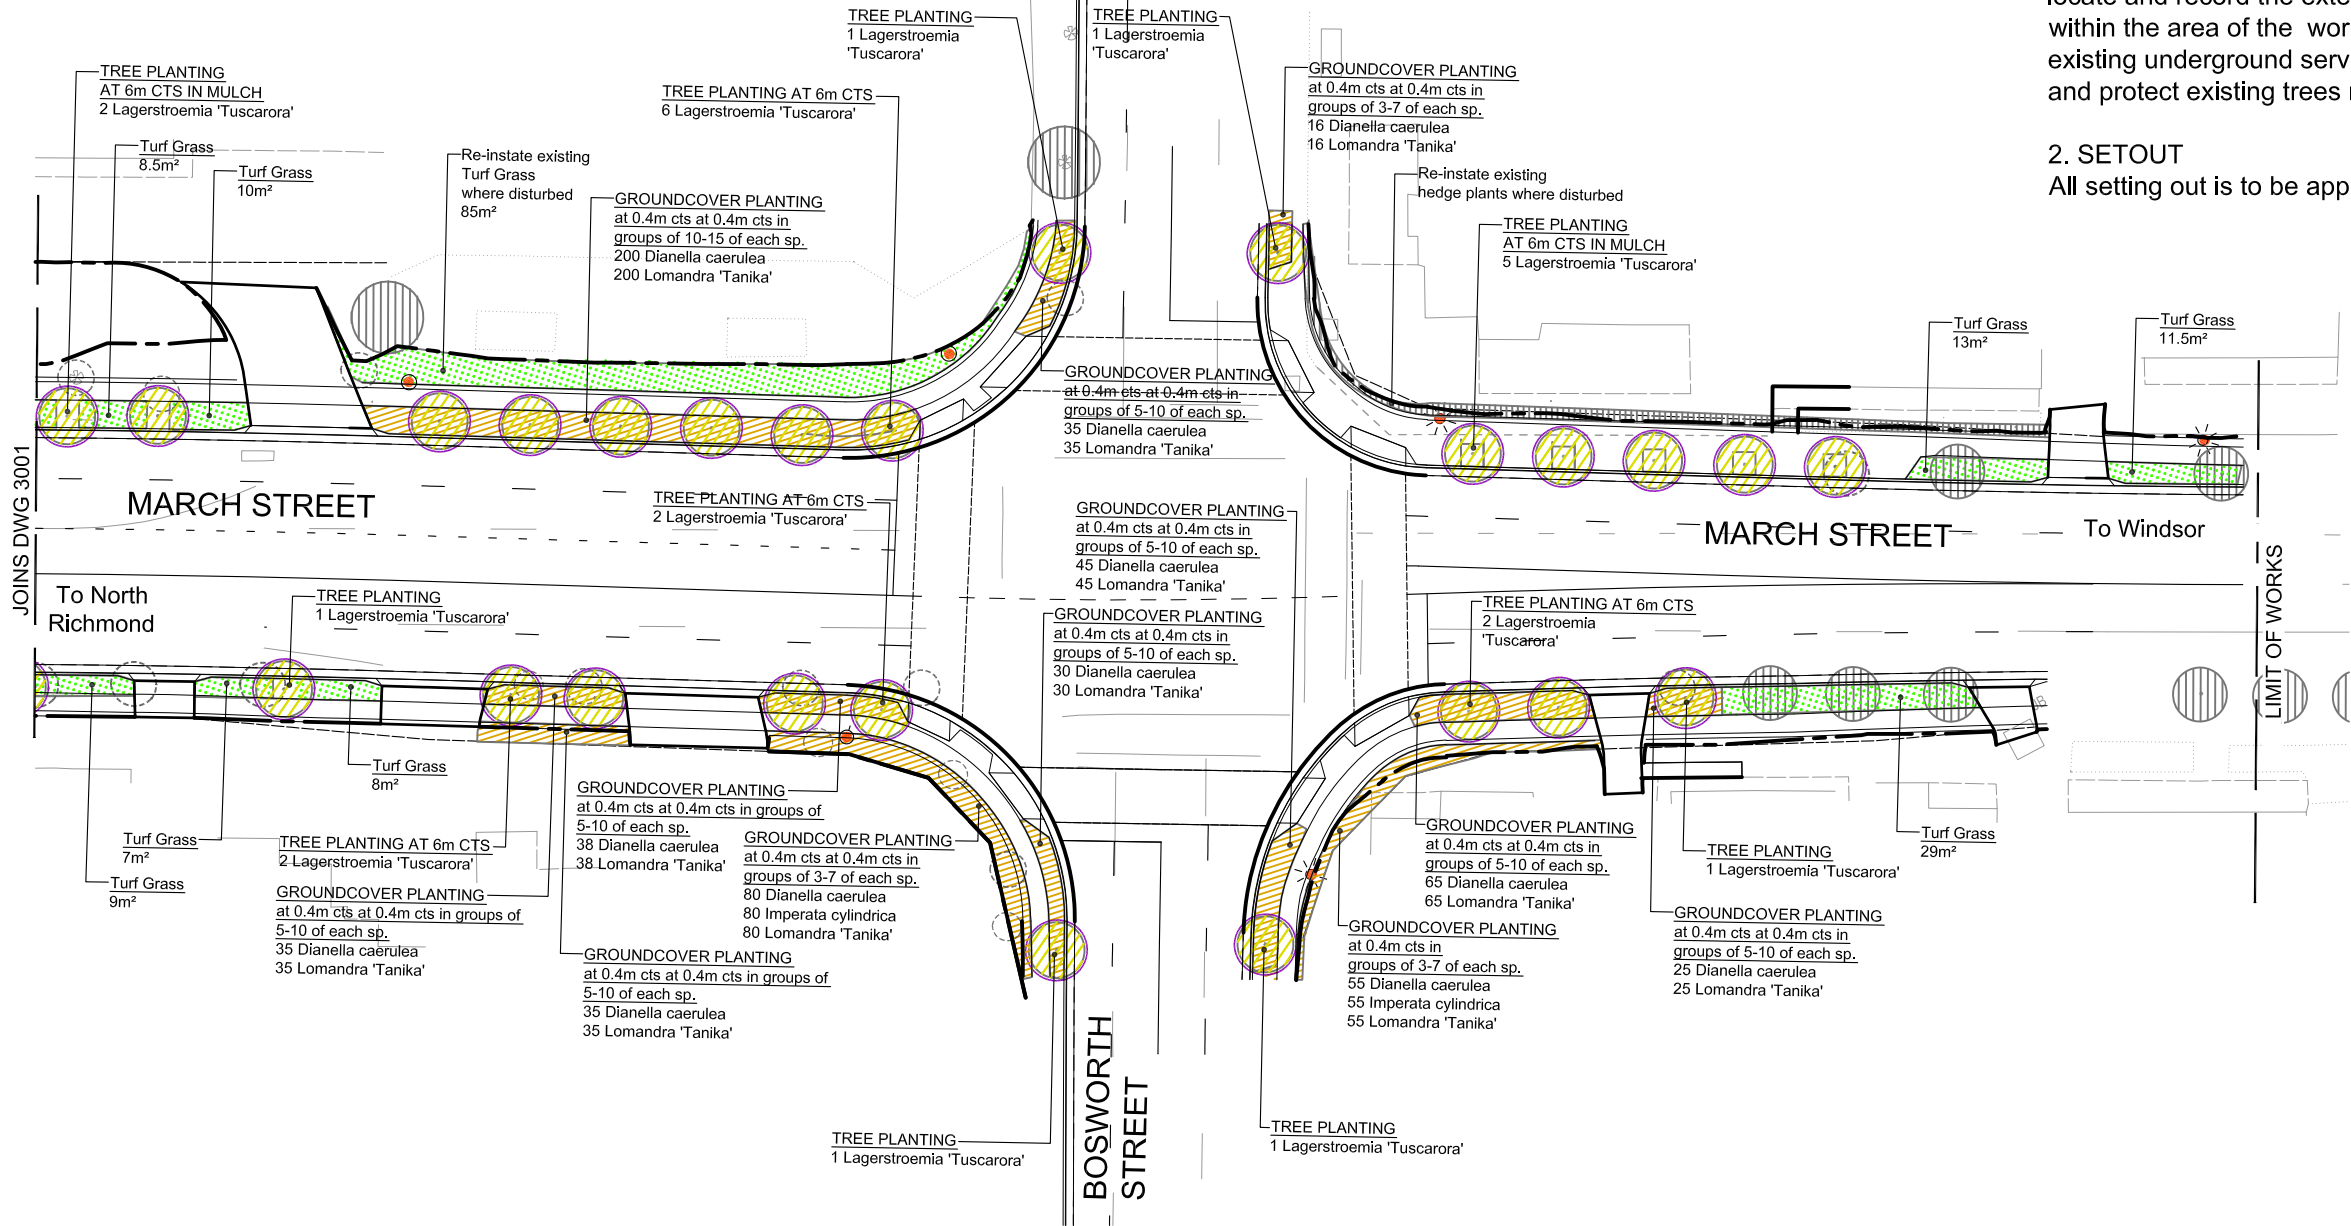 TREE PLANTING
1 Lagerstroemia
'Tuscarora'
TREE PLANTING
1 Lagerstroemia
'Tuscarora'
within the area of the
existing underground
and protect existing trees
2. SETOUT
All setting out is to be
TREE PLANTING
AT 6m CTS IN MULCH
2 Lagerstroemia 'Tuscarora'
TREE PLANTING AT 6m CTS
6 Lagerstroemia 'Tuscarora'
GROUNDCOVER PLANTING
at 0.4m cts at 0.4m cts in
groups of 3-7 of each sp.
16 Dianella caerulea
16 Lomandra 'Tanika'
Turf Grass
8.5m²
Turf Grass
10m²
Re-instate existing
Turf Grass
where disturbed
85m²
GROUNDCOVER PLANTING
at 0.4m cts at 0.4m cts in
groups of 10-15 of each sp.
200 Dianella caerulea
200 Lomandra 'Tanika'
Re-instate existing
hedge plants where disturbed
TREE PLANTING
AT 6m CTS IN MULCH
5 Lagerstroemia 'Tuscarora'
Turf Grass
13m²
Turf Grass
11.5m²
GROUNDCOVER PLANTING
at 0.4m cts at 0.4m cts in
groups of 5-10 of each sp.
35 Dianella caerulea
35 Lomandra 'Tanika'
JOINS DWG 3001
MARCH STREET
TREE PLANTING AT 6m CTS
2 Lagerstroemia 'Tuscarora'
GROUNDCOVER PLANTING
at 0.4m cts at 0.4m cts in
groups of 5-10 of each sp.
45 Dianella caerulea
45 Lomandra 'Tanika'
MARCH STREET
To Windsor
LIMIT OF WORKS
To North
Richmond
TREE PLANTING
1 Lagerstroemia 'Tuscarora'
GROUNDCOVER PLANTING
at 0.4m cts at 0.4m cts in
groups of 5-10 of each sp.
30 Dianella caerulea
30 Lomandra 'Tanika'
TREE PLANTING AT 6m CTS
2 Lagerstroemia
'Tuscarora'
Turf Grass
8m²
Turf Grass
7m²
Turf Grass
9m²
TREE PLANTING AT 6m CTS
2 Lagerstroemia 'Tuscarora'
GROUNDCOVER PLANTING
at 0.4m cts at 0.4m cts in groups of
5-10 of each sp.
35 Dianella caerulea
35 Lomandra 'Tanika'
GROUNDCOVER PLANTING
at 0.4m cts at 0.4m cts in groups of
5-10 of each sp.
38 Dianella caerulea
38 Lomandra 'Tanika'
GROUNDCOVER PLANTING
at 0.4m cts at 0.4m cts in
groups of 3-7 of each sp.
80 Dianella caerulea
80 Imperata cylindrica
80 Lomandra 'Tanika'
GROUNDCOVER PLANTING
at 0.4m cts at 0.4m cts in groups of
5-10 of each sp.
35 Dianella caerulea
35 Lomandra 'Tanika'
GROUNDCOVER PLANTING
at 0.4m cts at 0.4m cts in
groups of 5-10 of each sp.
65 Dianella caerulea
65 Lomandra 'Tanika'
GROUNDCOVER PLANTING
at 0.4m cts in
groups of 3-7 of each sp.
55 Dianella caerulea
55 Imperata cylindrica
55 Lomandra 'Tanika'
TREE PLANTING
1 Lagerstroemia 'Tuscarora'
GROUNDCOVER PLANTING
at 0.4m cts at 0.4m cts in
groups of 5-10 of each sp.
25 Dianella caerulea
25 Lomandra 'Tanika'
Turf Grass
29m²
TREE PLANTING
1 Lagerstroemia 'Tuscarora'
BOSWORTH
STREET
TREE PLANTING
1 Lagerstroemia 'Tuscarora'